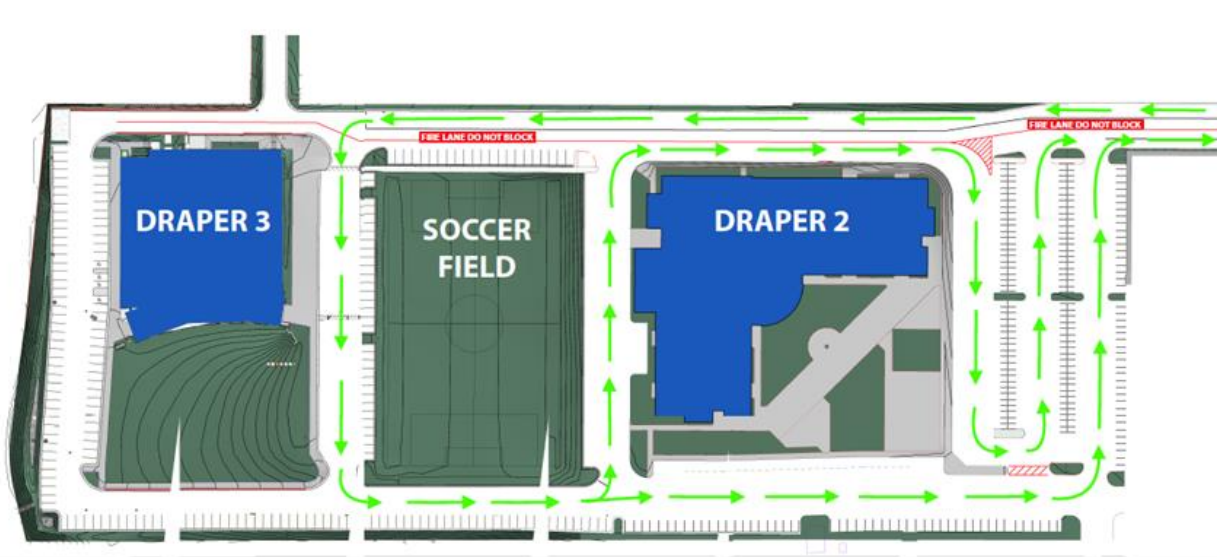 FIRE LANE DO NOT BLOCK
FIRE LANE DO NOT BLOCK
DRAPER 3
SOCCER
FIELD
DRAPER 2